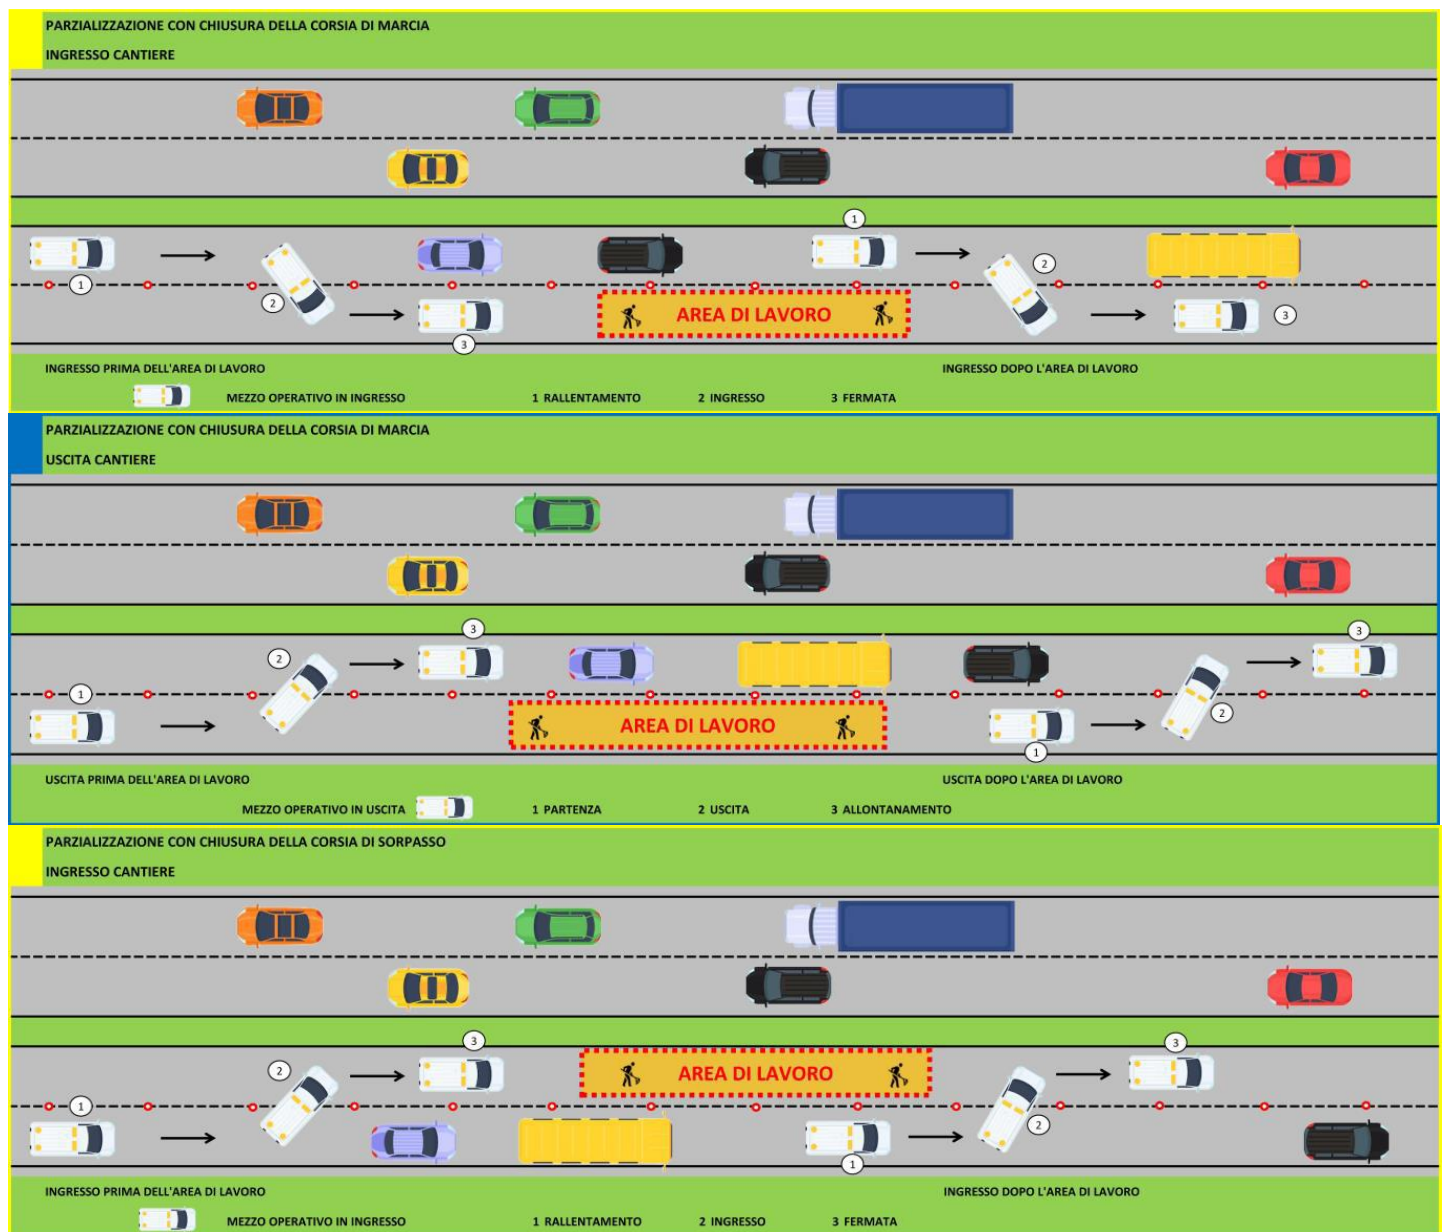 PARZIALIZZAZIONE CON CHIUSURA DELLA CORSIA DI MARCIA
INGRESSO CANTIERE
1
2
1
2
3
AREA DI LAVORO
3
INGRESSO PRIMA DELL'AREA DI LAVORO
INGRESSO DOPO L'AREA DI LAVORO
MEZZO OPERATIVO IN INGRESSO 1 RALLENTAMENTO 2 INGRESSO 3 FERMATA
PARZIALIZZAZIONE CON CHIUSURA DELLA CORSIA DI MARCIA
USCITA CANTIERE
3
3
2
1
AREA DI LAVORO
2
1
USCITA PRIMA DELL'AREA DI LAVORO
USCITA DOPO L'AREA DI LAVORO
MEZZO OPERATIVO IN USCITA 1 PARTENZA 2 USCITA 3 ALLONTANAMENTO
PARZIALIZZAZIONE CON CHIUSURA DELLA CORSIA DI SORPASSO
INGRESSO CANTIERE
3
3
2
AREA DI LAVORO
1
2
1
INGRESSO PRIMA DELL'AREA DI LAVORO
INGRESSO DOPO L'AREA DI LAVORO
MEZZO OPERATIVO IN INGRESSO 1 RALLENTAMENTO 2 INGRESSO 3 FERMATA